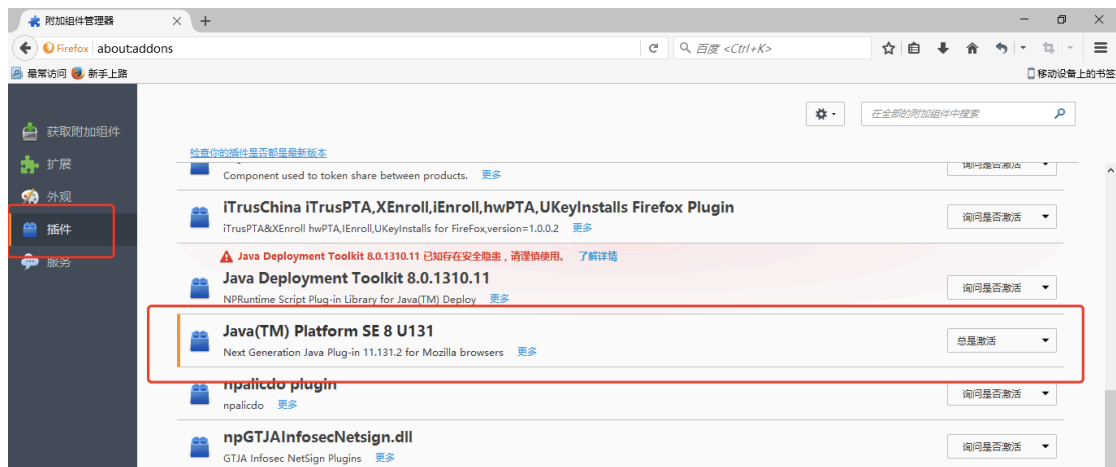 附加组件管理器
Firefox about:addons
百度 <Ctrl+K>
最常访问 新手上路
移动设备上的书签
获取附加组件
扩展
外观
插件
服务
在全部的附加组件中搜索
检查你的插件是否都是最新版本
Component used to token share between products. 更多
询问是否激活
iTrusChina iTrusPTA,XEnroll,iEnroll,hwPTA,UKeyInstalls Firefox Plugin
iTrusPTA&XEnroll hwPTA,IEnroll,UKeyInstalls for FireFox,version=1.0.0.2 更多
询问是否激活
Java Deployment Toolkit 8.0.1310.11 已知存在安全隐患，请谨慎使用。 了解详情
Java Deployment Toolkit 8.0.1310.11
NPRuntime Script Plug-in Library for Java(TM) Deploy 更多
询问是否激活
Java(TM) Platform SE 8 U131
Next Generation Java Plug-in 11.131.2 for Mozilla browsers 更多
总是激活
npalicdo plugin
npalicdo 更多
询问是否激活
npGTJAInfosecNetsign.dll
GTJA Infosec NetSign Plugins 更多
询问是否激活